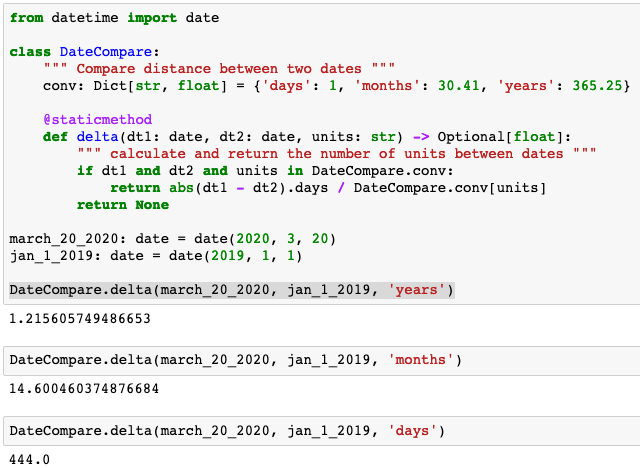 from datetime import date
class DateCompare:
    """ Compare distance between two dates """
    conv: Dict[str, float] = {'days': 1, 'months': 30.41, 'years': 365.25}
    @staticmethod
    def delta(dt1: date, dt2: date, units: str) -> Optional[float]:
        """ calculate and return the number of units between dates """
        if dt1 and dt2 and units in DateCompare.conv:
            return abs(dt1 - dt2).days / DateCompare.conv[units]
        return None
march_20_2020: date = date(2020, 3, 20)
jan_1_2019: date = date(2019, 1, 1)
DateCompare.delta(march_20_2020, jan_1_2019, 'years')
1.215605749486653
DateCompare.delta(march_20_2020, jan_1_2019, 'months')
14.600460374876684
DateCompare.delta(march_20_2020, jan_1_2019, 'days')
444.0